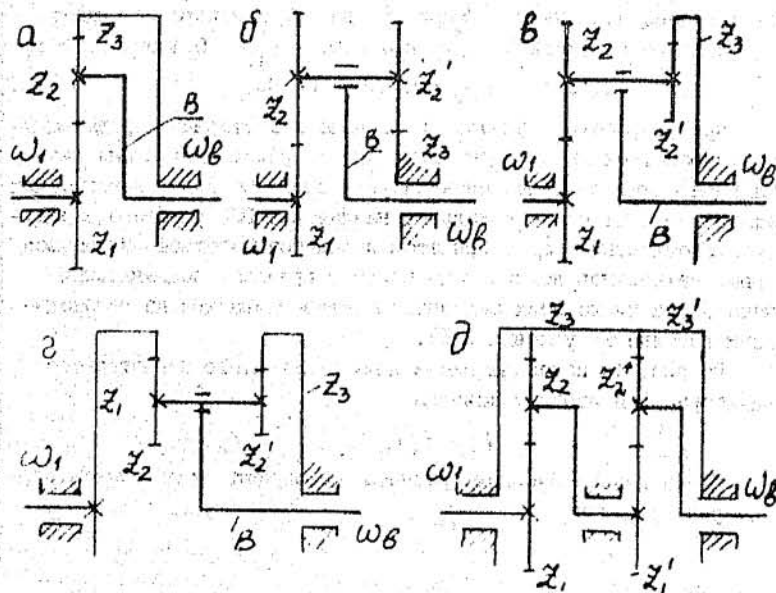 а
Z₃
Z₂
B
ω₁
ωв
Z₁
б
Z₂'
Z₂
B
Z₃
ω₁
Z₁
ωв
в
Z₂
Z₃
Z₂'
ω₁
ωв
B
Z₁
г
Z₁
Z₃
ω₁
Z₂
Z₂'
B
ωв
д
Z₃
Z₃'
Z₂
Z₂'
ω₁
ωв
Z₁
Z₁'